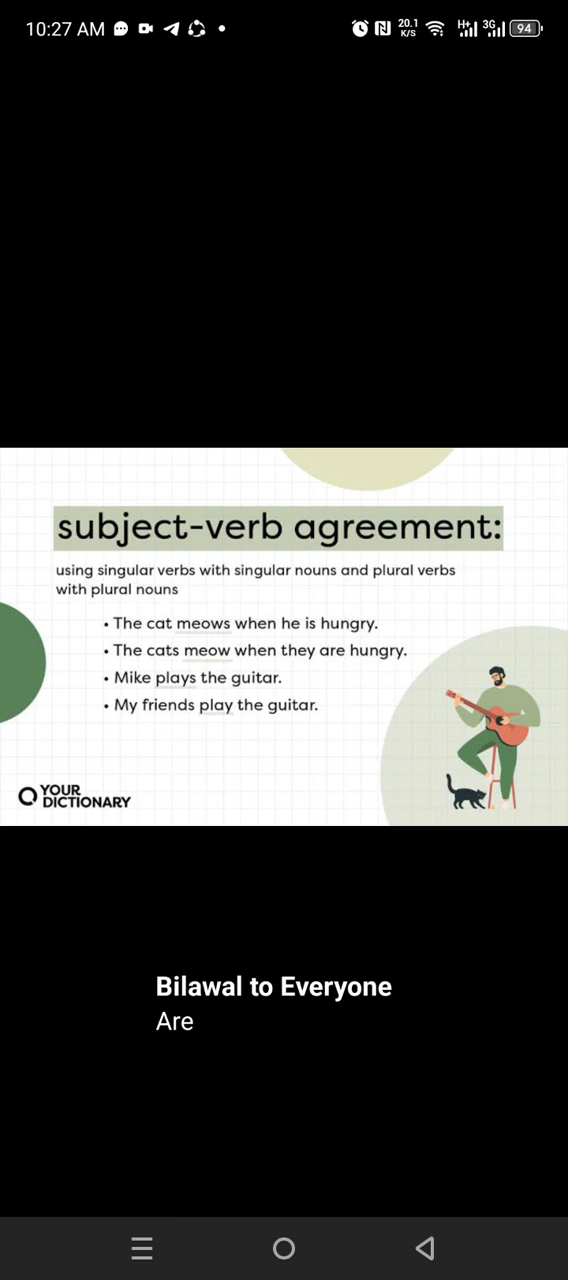 10:27 AM
20.1
K/S
H+
3G
94
subject-verb agreement:
using singular verbs with singular nouns and plural verbs
with plural nouns
• The cat meows when he is hungry.
• The cats meow when they are hungry.
• Mike plays the guitar.
• My friends play the guitar.
YOUR
DICTIONARY
Bilawal to Everyone
Are